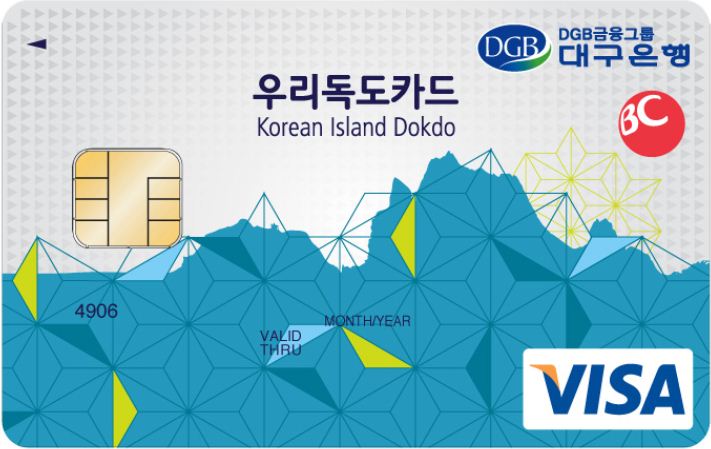 DGB
DGB금융그룹
대구은행
우리독도카드
Korean Island Dokdo
BC
4906
MONTH/YEAR
VALID
THRU
VISA